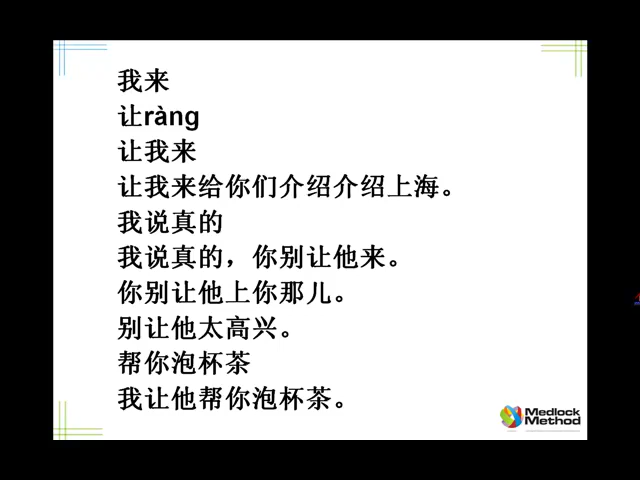 我来
让ràng
让我来
让我来给你们介绍介绍上海。
我说真的
我说真的，你别让他来。
你别让他上你那儿。
别让他太高兴。
帮你泡杯茶
我让他帮你泡杯茶。
Medlock
Method